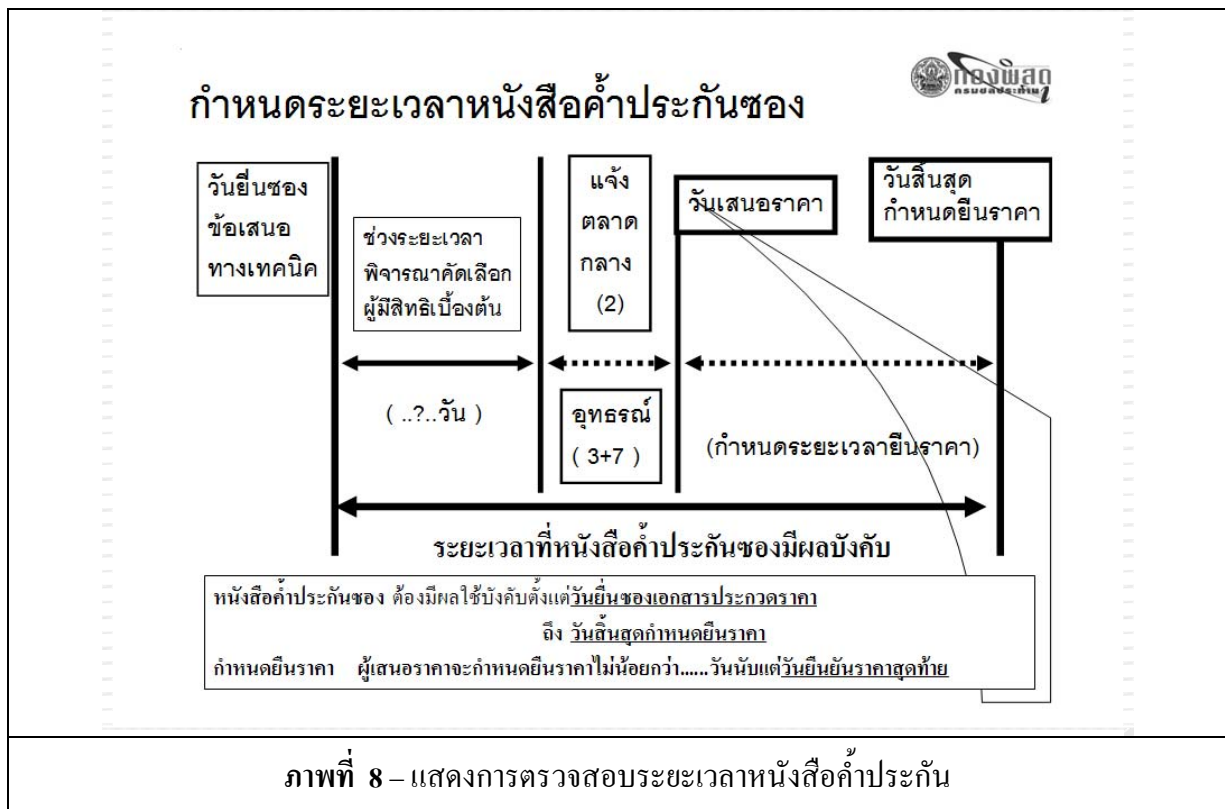 กองพัสดุ
กรมชลประทาน
กำหนดระยะเวลาหนังสือค้ำประกันซอง
วันยื่นซอง
ข้อเสนอ
ทางเทคนิค
ช่วงระยะเวลา
พิจารณาคัดเลือก
ผู้มีสิทธิเบื้องต้น
แจ้ง
ตลาด
กลาง
(2)
วันเสนอราคา
วันสิ้นสุด
กำหนดยืนราคา
( ..?..วัน )
อุทธรณ์
( 3+7 )
(กำหนดระยะเวลายืนราคา)
ระยะเวลาที่หนังสือค้ำประกันซองมีผลบังคับ
หนังสือค้ำประกันซอง ต้องมีผลใช้บังคับตั้งแต่วันยื่นซองเอกสารประกวดราคา
ถึง วันสิ้นสุดกำหนดยืนราคา
กำหนดยืนราคา ผู้เสนอราคาจะกำหนดยืนราคาไม่น้อยกว่า......วันนับแต่วันยืนยันราคาสุดท้าย
ภาพที่ 8 – แสดงการตรวจสอบระยะเวลาหนังสือค้ำประกัน